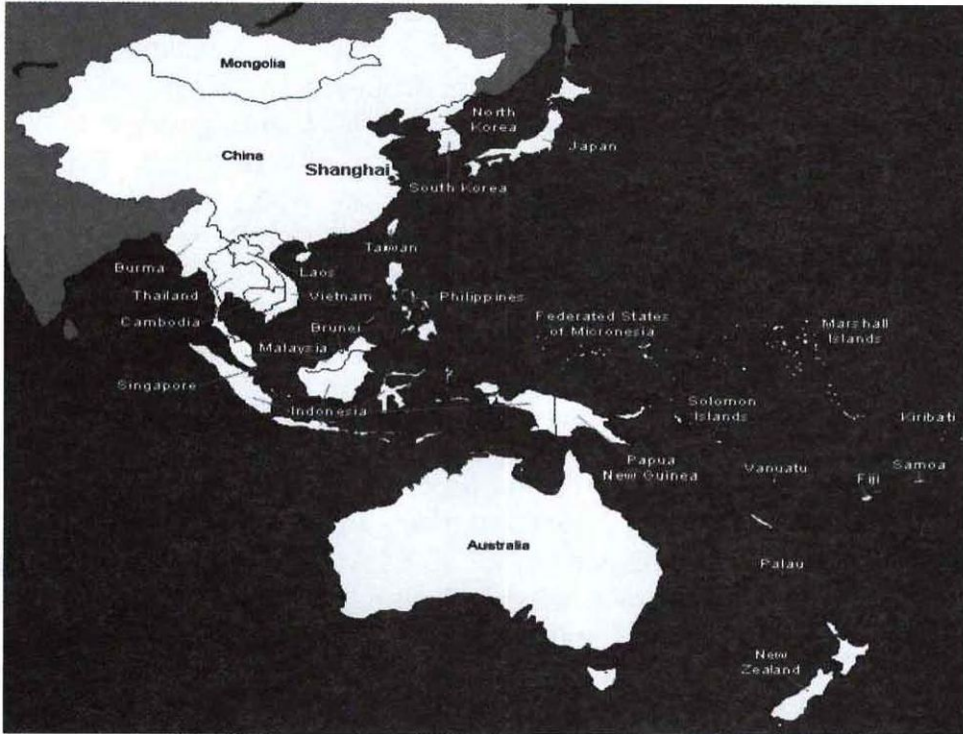 Mongolia
North
Korea
Japan
China
Shanghai
South Korea
Taiwan
Burma
Laos
Thailand
Vietnam
Philippines
Cambodia
Brunei
Federated States
of Micronesia
Marshall
Islands
Malaysia
Singapore
Indonesia
Solomon
Islands
Kiribati
Papua
New Guinea
Vanuatu
Samoa
Fiji
Australia
Palau
New
Zealand